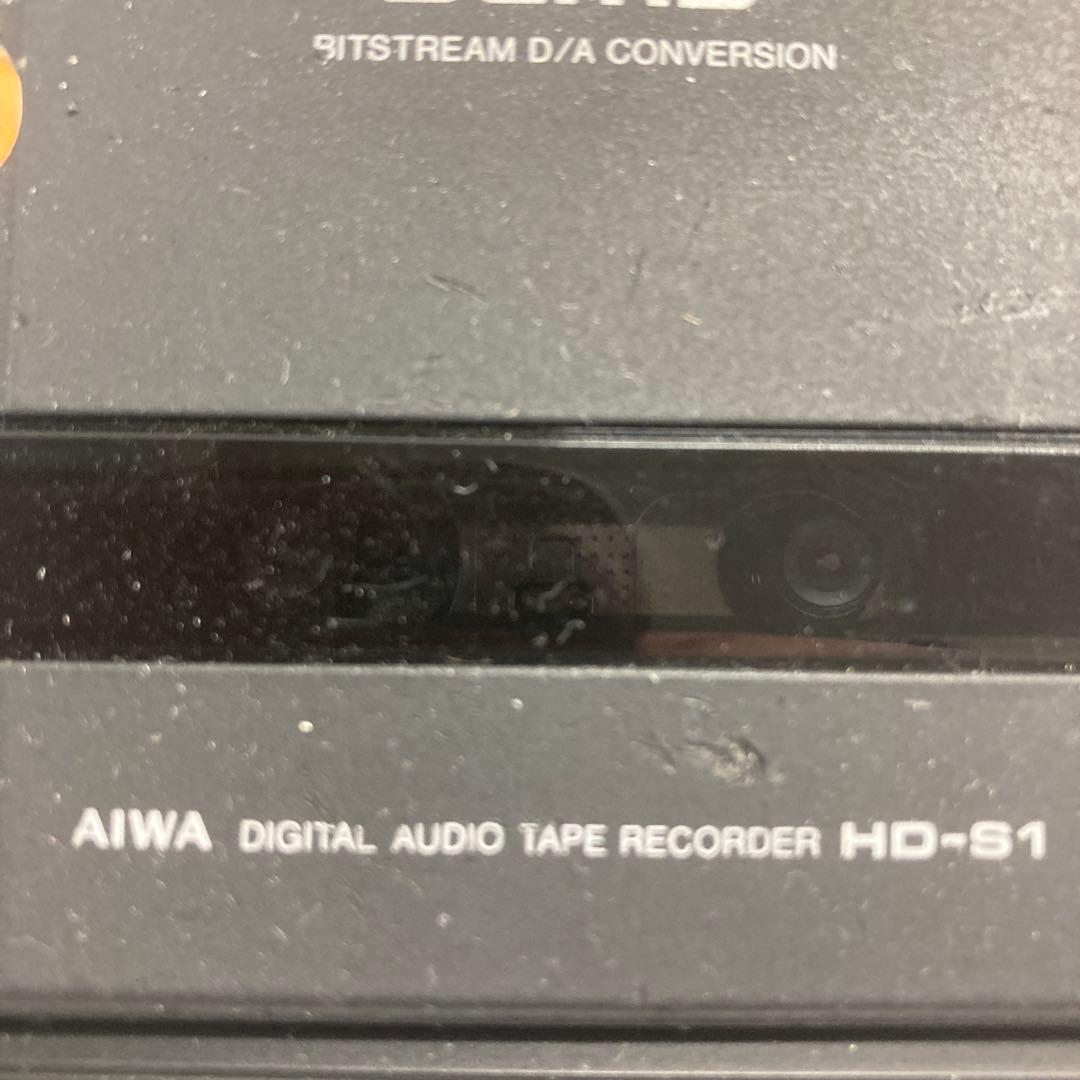 BITSTREAM D/A CONVERSION
AIWA DIGITAL AUDIO TAPE RECORDER HD-S1